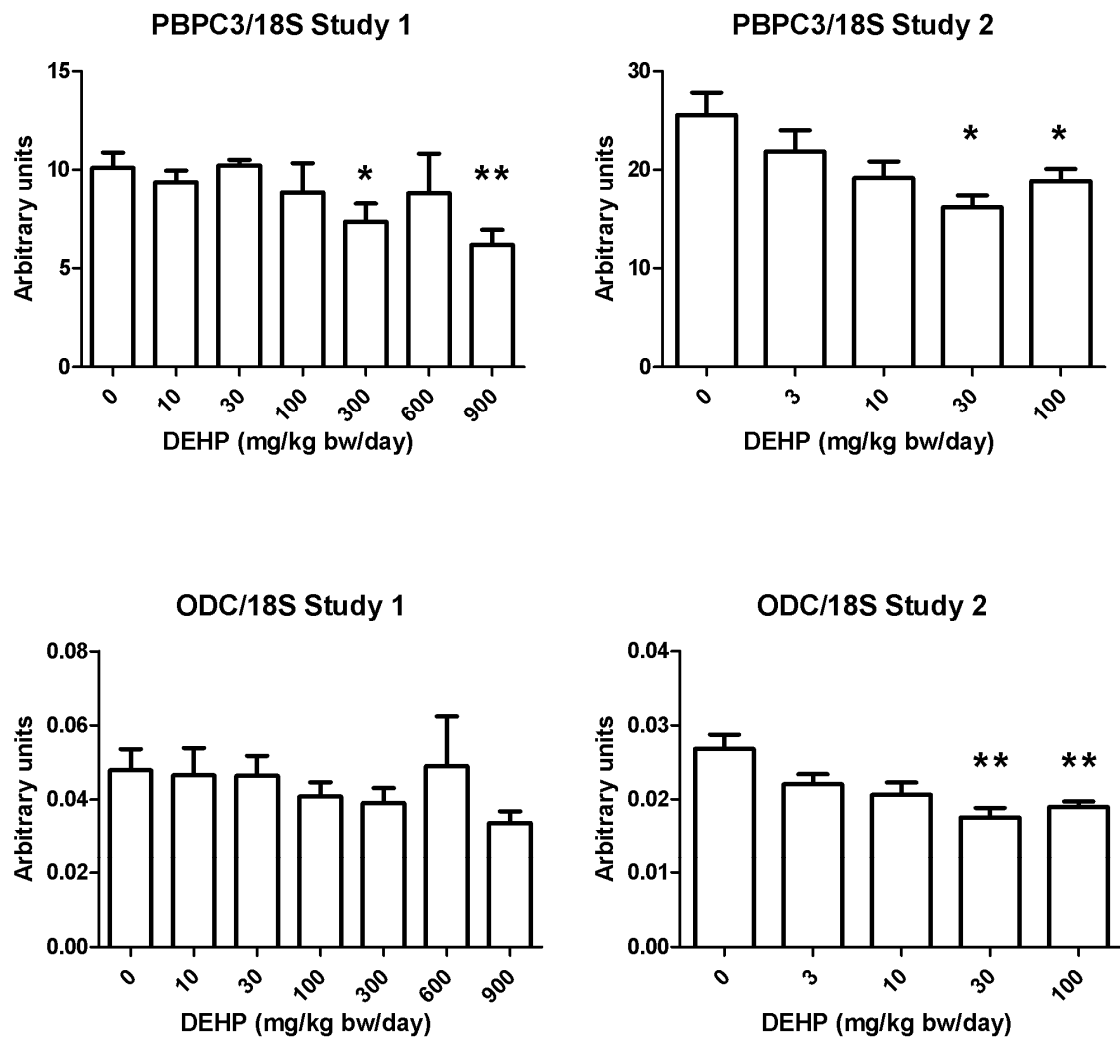 PBPC3/18S Study 1
Arbitrary units
15
10
5
0
* **
0 10 30 100 300 600 900
DEHP (mg/kg bw/day)
PBPC3/18S Study 2
Arbitrary units
30
20
10
0
* *
0 3 10 30 100
DEHP (mg/kg bw/day)
ODC/18S Study 1
Arbitrary units
0.08
0.06
0.04
0.02
0.00
0 10 30 100 300 600 900
DEHP (mg/kg bw/day)
ODC/18S Study 2
Arbitrary units
0.04
0.03
0.02
0.01
0.00
** **
0 3 10 30 100
DEHP (mg/kg bw/day)